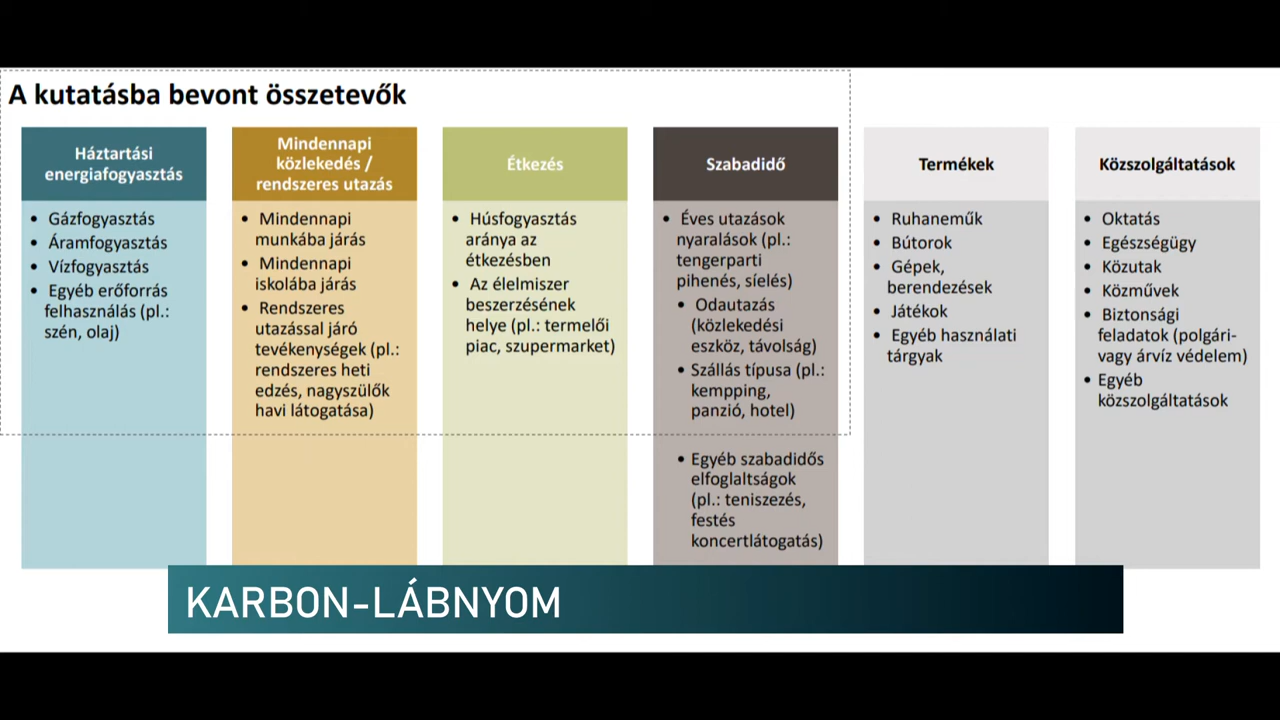 A kutatásba bevont összetevők
Háztartási
energiafogyasztás
• Gázfogyasztás
• Áramfogyasztás
• Vízfogyasztás
• Egyéb erőforrás
felhasználás (pl.:
szén, olaj)
Mindennapi
közlekedés /
rendszeres utazás
• Mindennapi
munkába járás
• Mindennapi
iskolába járás
• Rendszeres
utazással járó
tevékenységek (pl.:
rendszeres heti
edzés, nagyszülők
havi látogatása)
Étkezés
• Húsfogyasztás
aránya az
étkezésben
• Az élelmiszer
beszerzésének
helye (pl.: termelői
piac, szupermarket)
Szabadidő
• Éves utazások
nyaralások (pl.:
tengerparti
pihenés, síelés)
• Odautazás
(közlekedési
eszköz, távolság)
• Szállás típusa (pl.:
kempping,
panzió, hotel)
• Egyéb szabadidős
elfoglaltságok
(pl.: teniszezés,
festés
koncertlátogatás)
Termékek
• Ruhaneműk
• Bútorok
• Gépek,
berendezések
• Játékok
• Egyéb használati
tárgyak
Közszolgáltatások
• Oktatás
• Egészségügy
• Közutak
• Közművek
• Biztonsági
feladatok (polgári-
vagy árvíz védelem)
• Egyéb
közszolgáltatások
KARBON-LÁBNYOM